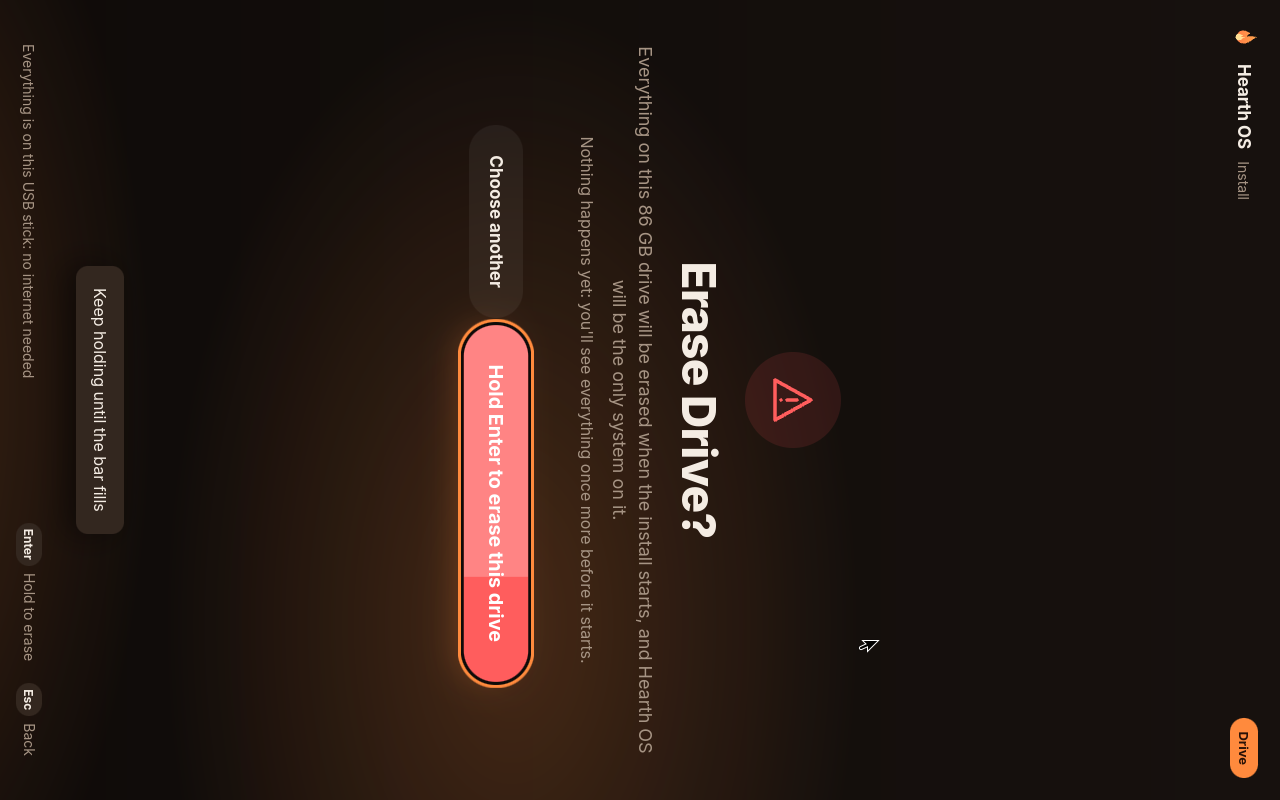 Hearth OS Install
Drive
Erase Drive?
Everything on this 86 GB drive will be erased when the install starts, and Hearth OS
will be the only system on it.
Nothing happens yet: you'll see everything once more before it starts.
Choose another
Hold Enter to erase this drive
Keep holding until the bar fills
Everything is on this USB stick: no internet needed
Enter Hold to erase
Esc Back